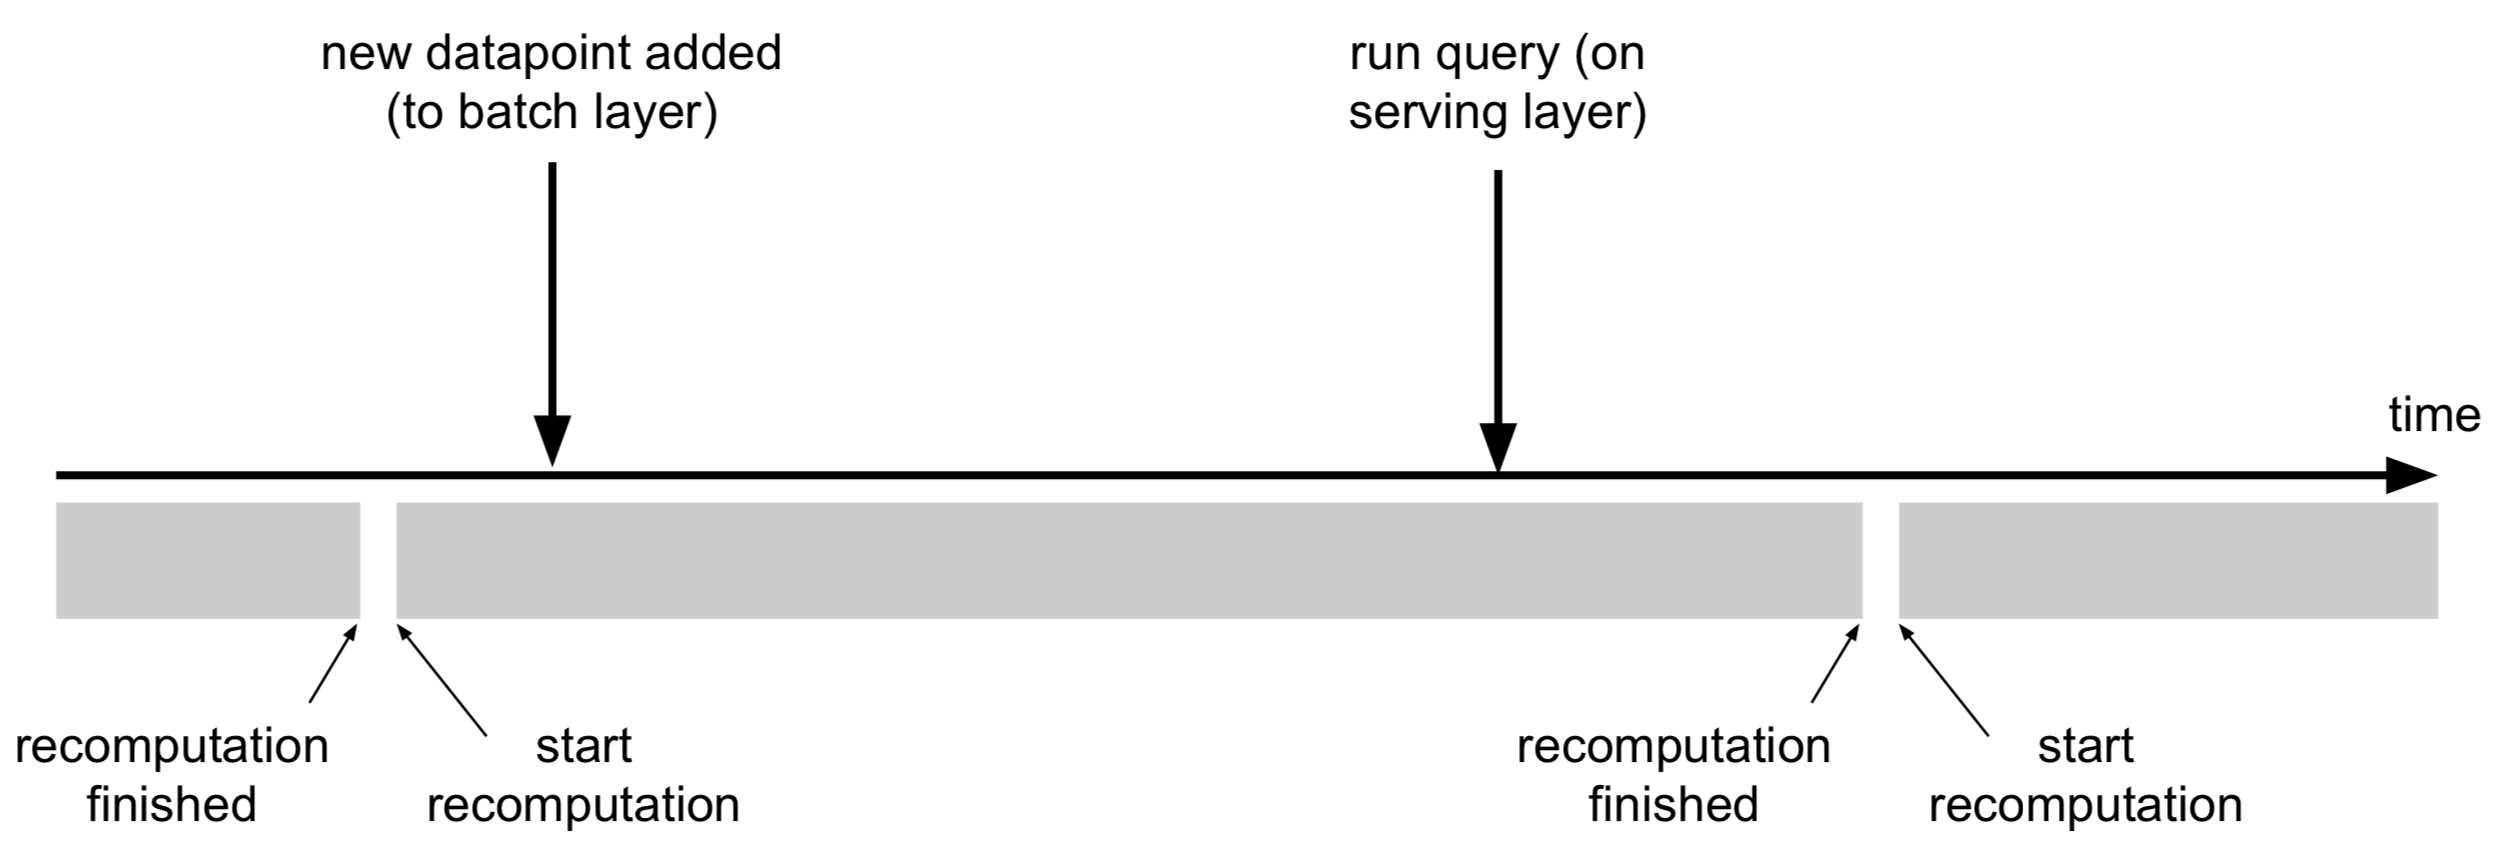 new datapoint added
(to batch layer)
run query (on
serving layer)
time
recomputation
finished
start
recomputation
recomputation
finished
start
recomputation